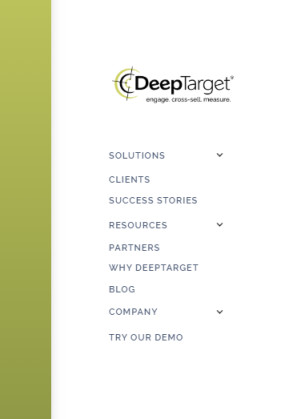 DeepTarget®
engage. cross-sell. measure.
SOLUTIONS
CLIENTS
SUCCESS STORIES
RESOURCES
PARTNERS
WHY DEEPTARGET
BLOG
COMPANY
TRY OUR DEMO